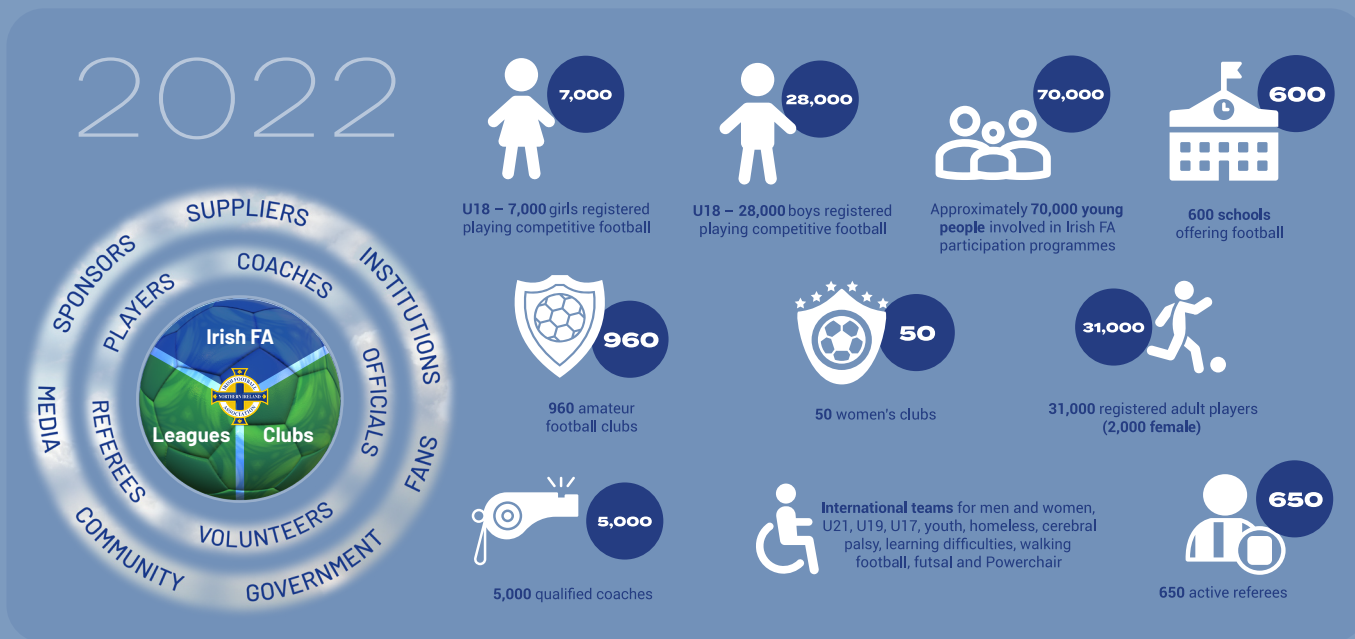 2022
7,000
U18 – 7,000 girls registered
playing competitive football
28,000
U18 – 28,000 boys registered
playing competitive football
70,000
Approximately 70,000 young
people involved in Irish FA
participation programmes
600
600 schools
offering football
SUPPLIERS
INSTITUTIONS
FANS
GOVERNMENT
COMMUNITY
MEDIA
SPONSORS
COACHES
OFFICIALS
VOLUNTEERS
REFEREES
PLAYERS
Irish FA
Leagues
Clubs
IRISH FOOTBALL
NORTHERN IRELAND
ASSOCIATION
960
960 amateur
football clubs
50
50 women's clubs
31,000
31,000 registered adult players
(2,000 female)
5,000
5,000 qualified coaches
International teams for men and women,
U21, U19, U17, youth, homeless, cerebral
palsy, learning difficulties, walking
football, futsal and Powerchair
650
650 active referees